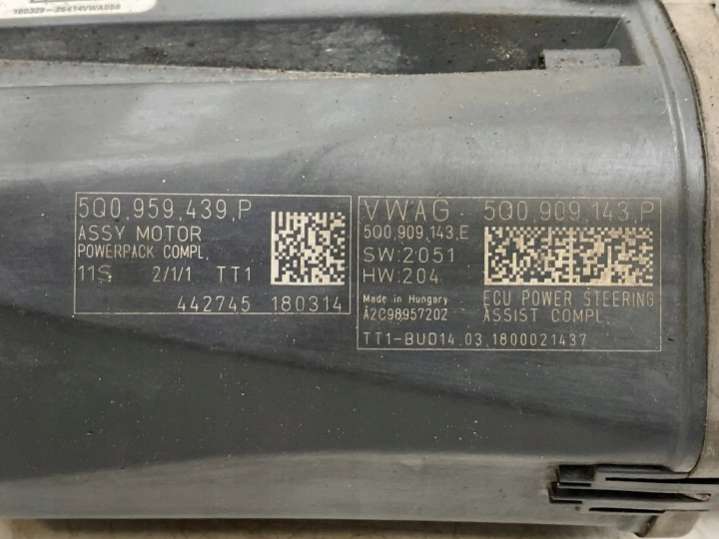 5Q0.959.439.P
ASSY MOTOR
POWERPACK COMPL.
11S 2/1/1 TT1
442745 180314
VWAG 5Q0.909.143.P
5Q0.909.143.E
SW:2051
HW:204
Made in Hungary
A2C98957202
ECU POWER STEERING
ASSIST COMPL.
TT1-BUD14.03.1800021437